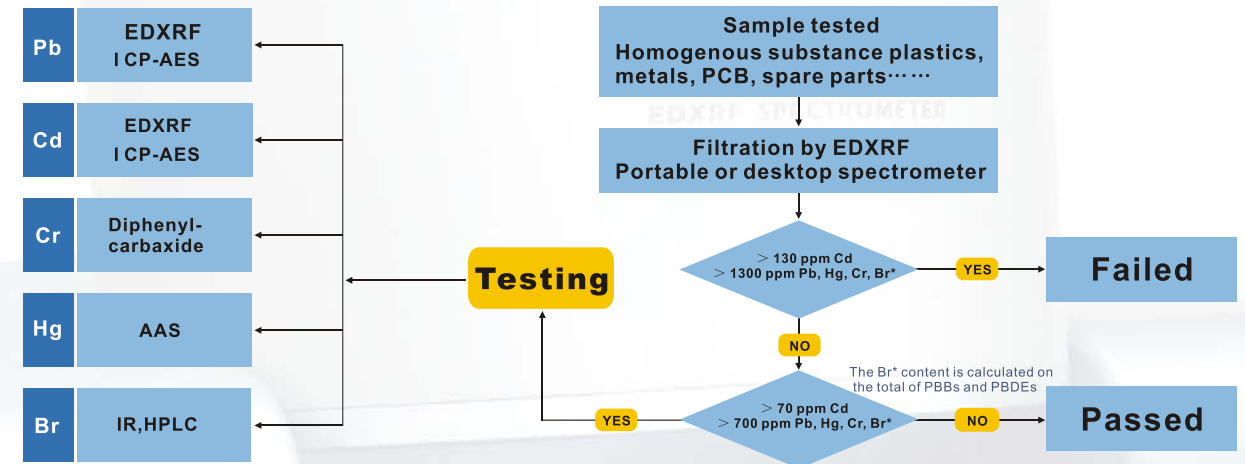 Pb
EDXRF
I CP-AES
Cd
EDXRF
I CP-AES
Cr
Diphenyl-
carbaxide
Hg
AAS
Br
IR,HPLC
Testing
Sample tested
Homogenous substance plastics,
metals, PCB, spare parts……
EDXRF SPECTROMETER
Filtration by EDXRF
Portable or desktop spectrometer
> 130 ppm Cd
> 1300 ppm Pb, Hg, Cr, Br*
YES
Failed
NO
The Br* content is calculated on
the total of PBBs and PBDEs
> 70 ppm Cd
> 700 ppm Pb, Hg, Cr, Br*
YES
NO
Passed